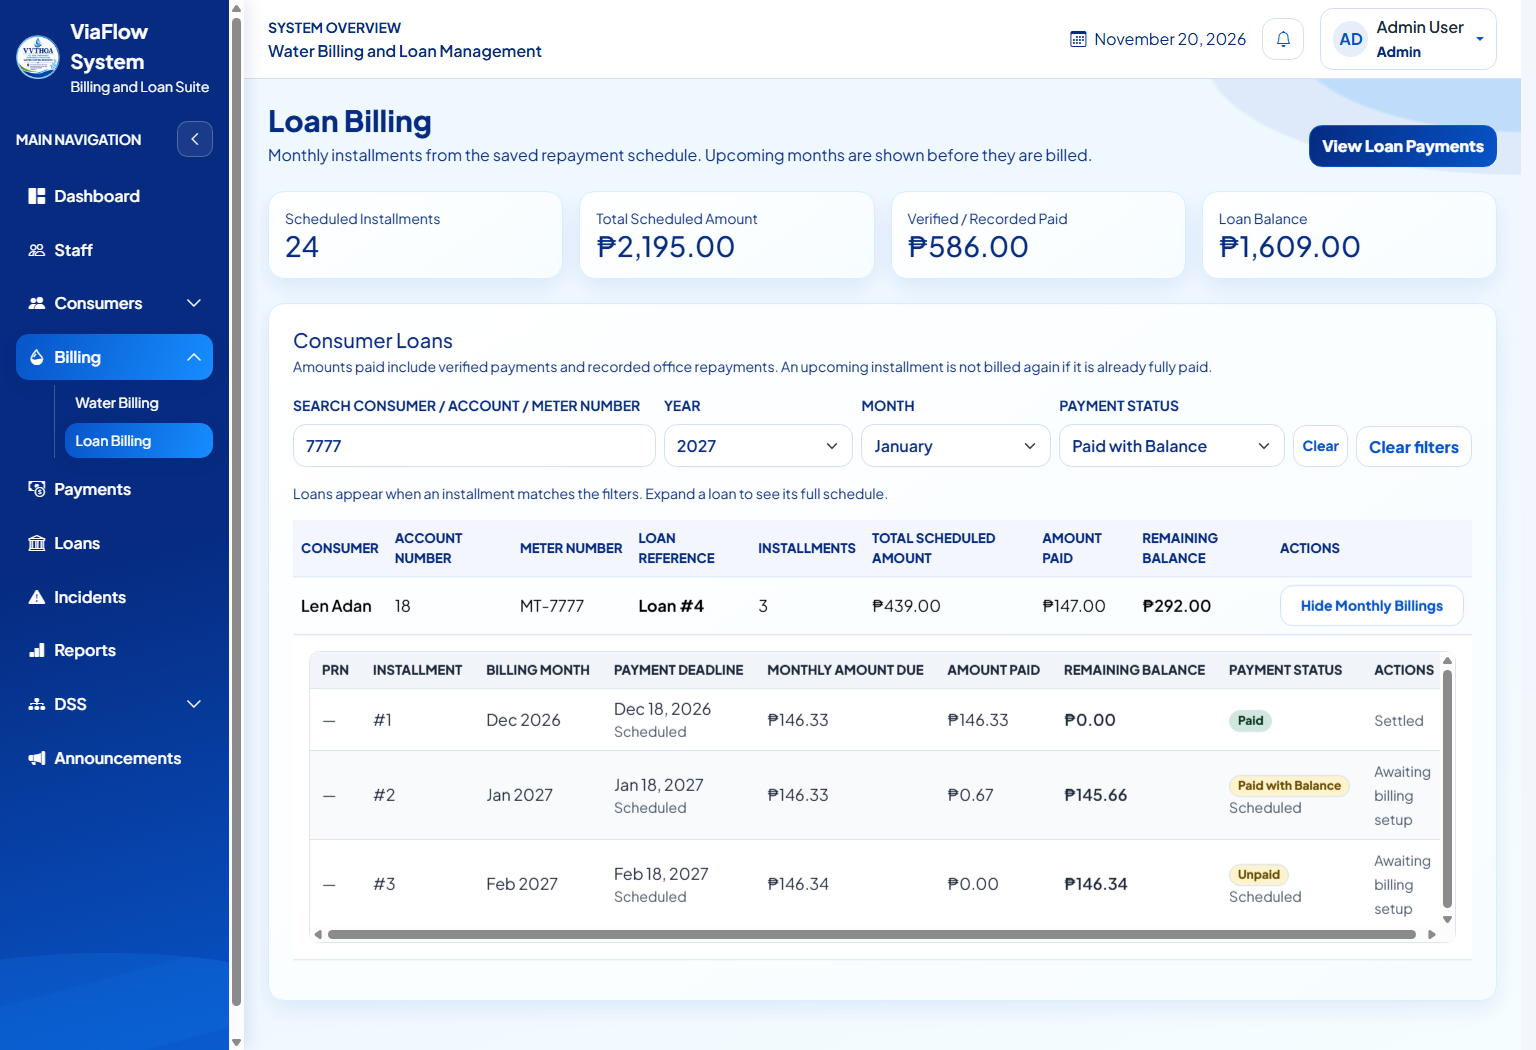 ViaFlow
System
Billing and Loan Suite
VVTHOA
MAIN NAVIGATION
Dashboard
Staff
Consumers
Billing
Water Billing
Loan Billing
Payments
Loans
Incidents
Reports
DSS
Announcements
SYSTEM OVERVIEW
Water Billing and Loan Management
November 20, 2026
AD
Admin User
Admin
Loan Billing
Monthly installments from the saved repayment schedule. Upcoming months are shown before they are billed.
View Loan Payments
Scheduled Installments
24
Total Scheduled Amount
₱2,195.00
Verified / Recorded Paid
₱586.00
Loan Balance
₱1,609.00
Consumer Loans
Amounts paid include verified payments and recorded office repayments. An upcoming installment is not billed again if it is already fully paid.
SEARCH CONSUMER / ACCOUNT / METER NUMBER YEAR MONTH PAYMENT STATUS
7777 2027 January Paid with Balance Clear Clear filters
Loans appear when an installment matches the filters. Expand a loan to see its full schedule.
CONSUMER ACCOUNT NUMBER METER NUMBER LOAN REFERENCE INSTALLMENTS TOTAL SCHEDULED AMOUNT AMOUNT PAID REMAINING BALANCE ACTIONS
Len Adan 18 MT-7777 Loan #4 3 ₱439.00 ₱147.00 ₱292.00 Hide Monthly Billings
PRN INSTALLMENT BILLING MONTH PAYMENT DEADLINE MONTHLY AMOUNT DUE AMOUNT PAID REMAINING BALANCE PAYMENT STATUS ACTIONS
— #1 Dec 2026 Dec 18, 2026 Scheduled ₱146.33 ₱146.33 ₱0.00 Paid Settled
— #2 Jan 2027 Jan 18, 2027 Scheduled ₱146.33 ₱0.67 ₱145.66 Paid with Balance Scheduled Awaiting billing setup
— #3 Feb 2027 Feb 18, 2027 Scheduled ₱146.34 ₱0.00 ₱146.34 Unpaid Scheduled Awaiting billing setup